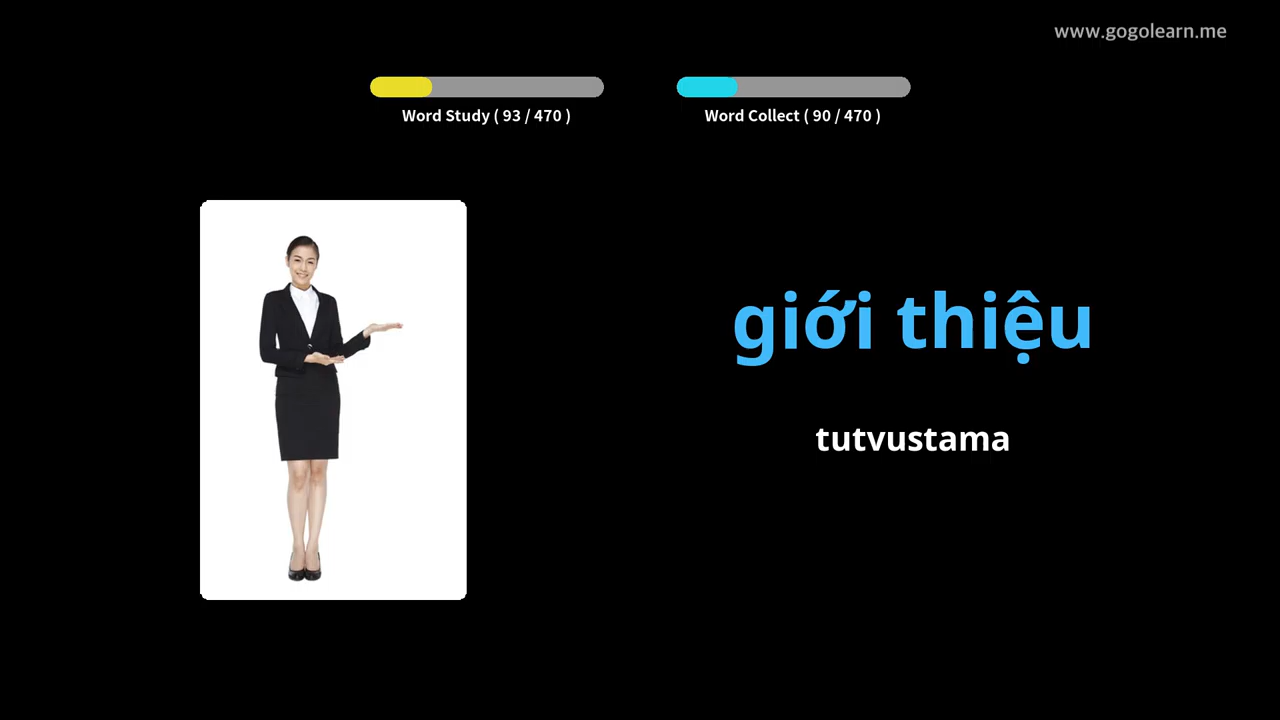 www.gogolearn.me
Word Study ( 93 / 470 )
Word Collect ( 90 / 470 )
giới thiệu
tutvustama